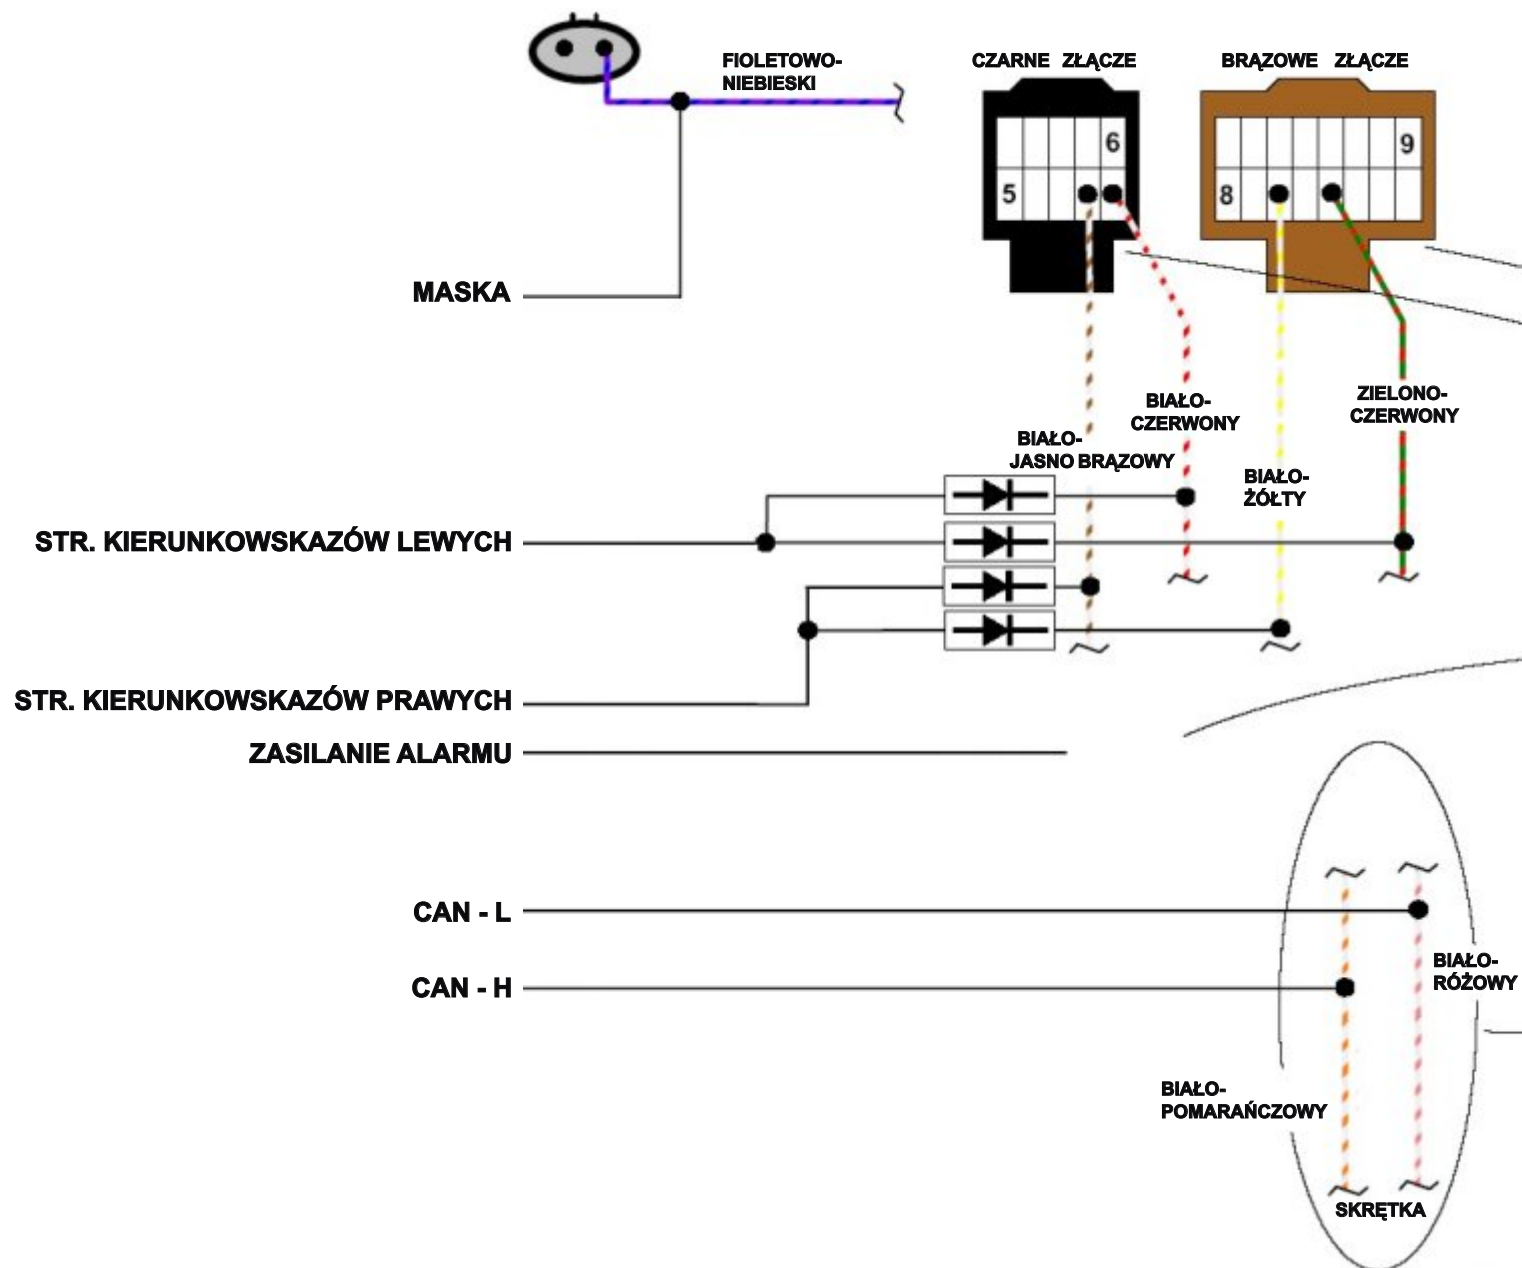 FIOLETOWO-
NIEBIESKI
CZARNE ZŁĄCZE
BRĄZOWE ZŁĄCZE
6
5
9
8
MASKA
BIAŁO-
CZERWONY
ZIELONO-
CZERWONY
BIAŁO-
JASNO BRĄZOWY
BIAŁO-
ŻÓŁTY
STR. KIERUNKOWSKAZÓW LEWYCH
STR. KIERUNKOWSKAZÓW PRAWYCH
ZASILANIE ALARMU
CAN - L
CAN - H
BIAŁO-
RÓŻOWY
BIAŁO-
POMARAŃCZOWY
SKRĘTKA